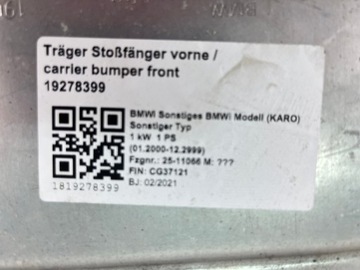 BMW
Träger Stoßfänger vorne /
carrier bumper front
19278399
BMWI Sonstiges BMWi Modell (KARO)
Sonstiger Typ
1 kW 1 PS
(01.2000-12.2999)
Fzgnr.: 25-11066 M: ???
FIN: CG37121
BJ: 02/2021
1819278399